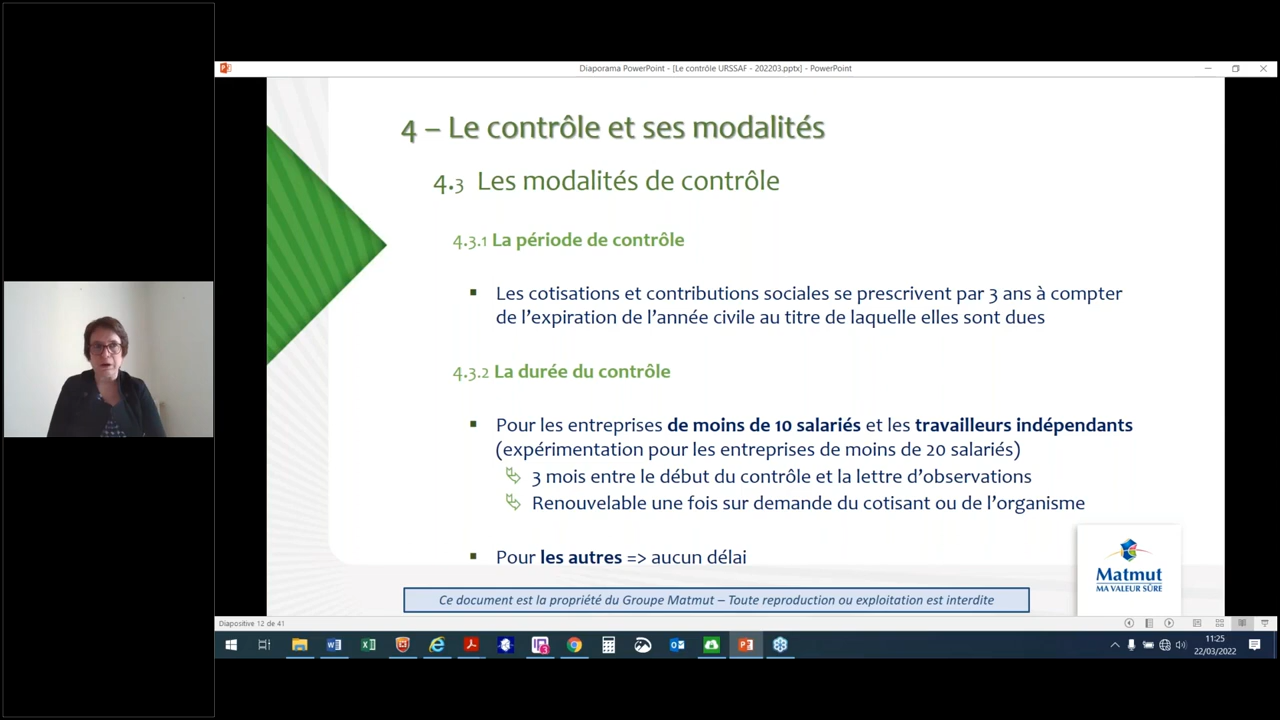 Diaporama PowerPoint - [Le contrôle URSSAF - 202203.pptx] - PowerPoint
4 – Le contrôle et ses modalités
4.3 Les modalités de contrôle
4.3.1 La période de contrôle
▪ Les cotisations et contributions sociales se prescrivent par 3 ans à compter
de l’expiration de l’année civile au titre de laquelle elles sont dues
4.3.2 La durée du contrôle
▪ Pour les entreprises de moins de 10 salariés et les travailleurs indépendants
(expérimentation pour les entreprises de moins de 20 salariés)
3 mois entre le début du contrôle et la lettre d’observations
Renouvelable une fois sur demande du cotisant ou de l’organisme
▪ Pour les autres => aucun délai
Matmut
MA VALEUR SÛRE
Ce document est la propriété du Groupe Matmut – Toute reproduction ou exploitation est interdite
Diapositive 12 de 41
11:25
22/03/2022